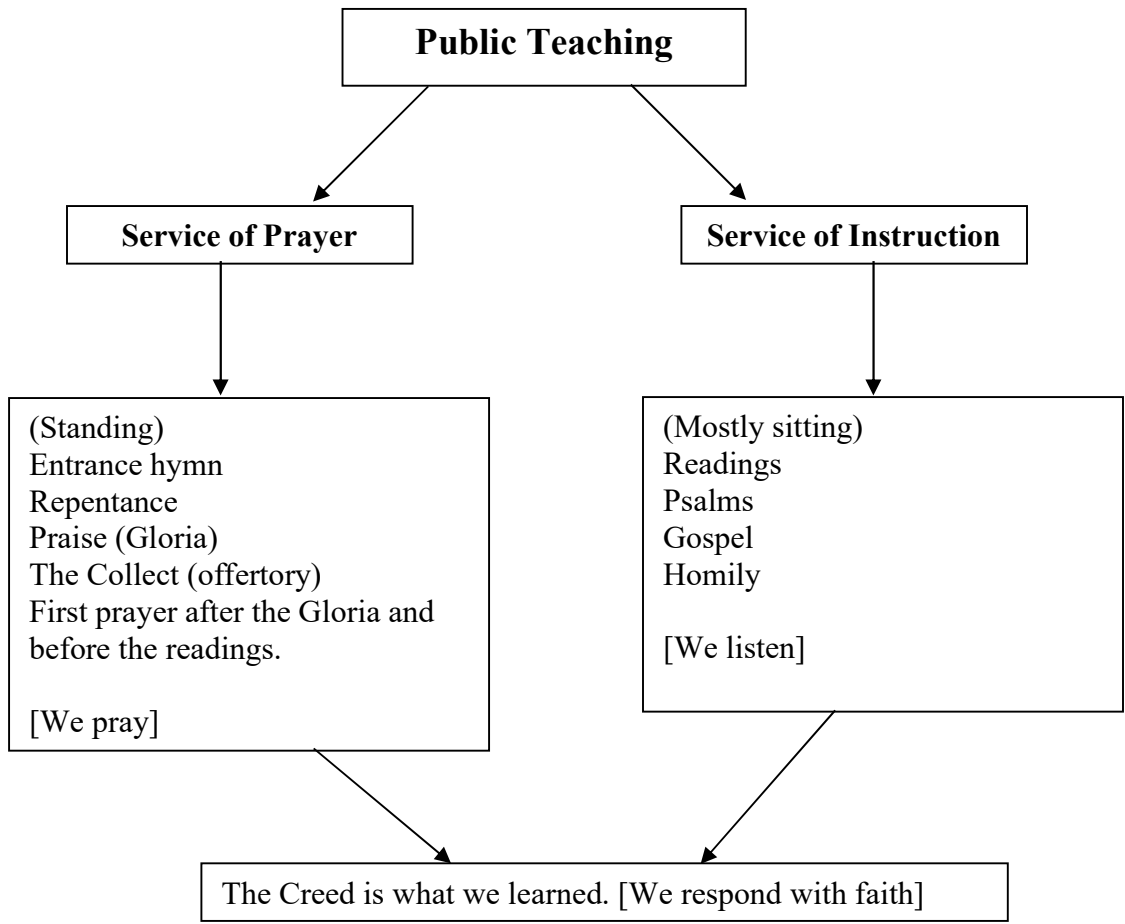 Public Teaching
Service of Prayer
Service of Instruction
(Standing)
Entrance hymn
Repentance
Praise (Gloria)
The Collect (offertory)
First prayer after the Gloria and
before the readings.
[We pray]
(Mostly sitting)
Readings
Psalms
Gospel
Homily
[We listen]
The Creed is what we learned. [We respond with faith]